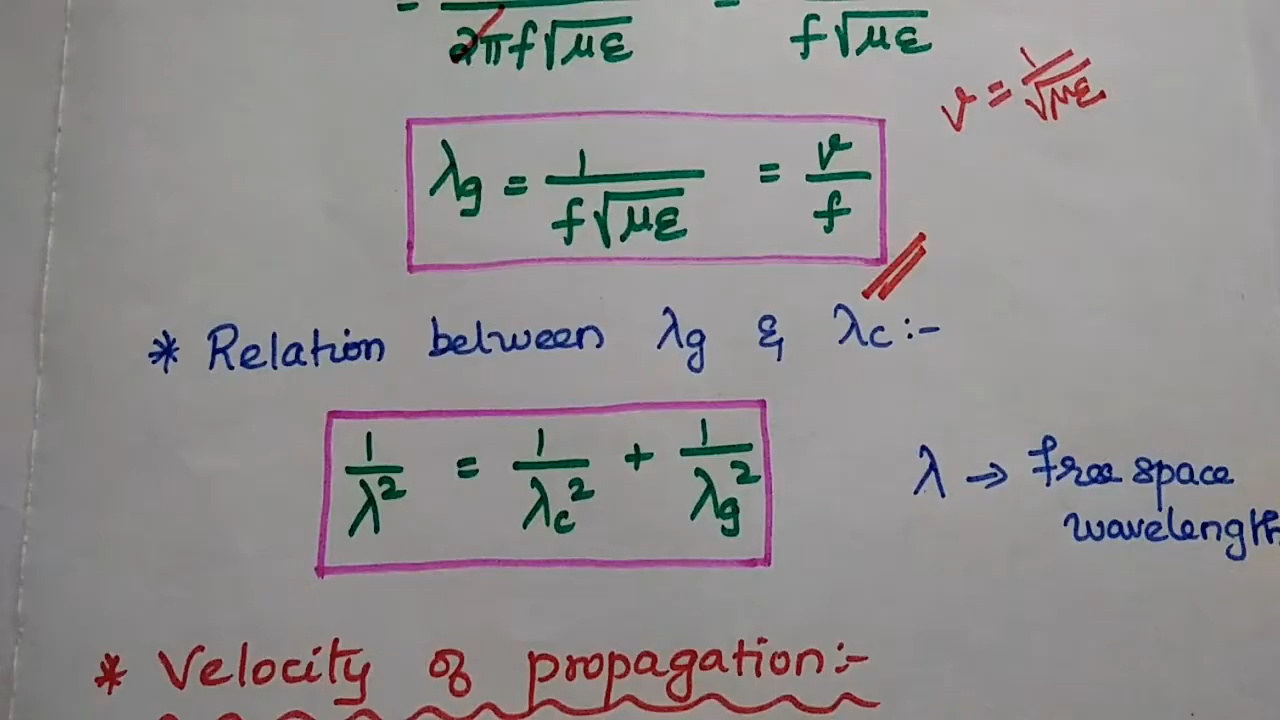 = 2πf√με = f√με
v = 1/√με
λg = 1/f√με = v/f
* Relation between λg & λc:-
1/λ² = 1/λc² + 1/λg²
λ → free space
wavelength
* Velocity of propagation:-